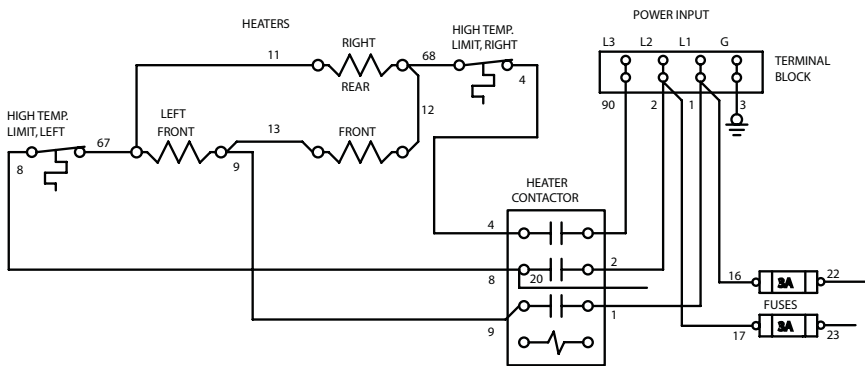 POWER INPUT
HEATERS
HIGH TEMP.
LIMIT, RIGHT
L3 L2 L1 G
RIGHT
11
68
TERMINAL
BLOCK
REAR
4
90 2 1 3
12
HIGH TEMP.
LIMIT, LEFT
LEFT
FRONT
67
13
FRONT
8
9
HEATER
CONTACTOR
4
2
8
20
16
3A
22
FUSES
1
9
17
3A
23